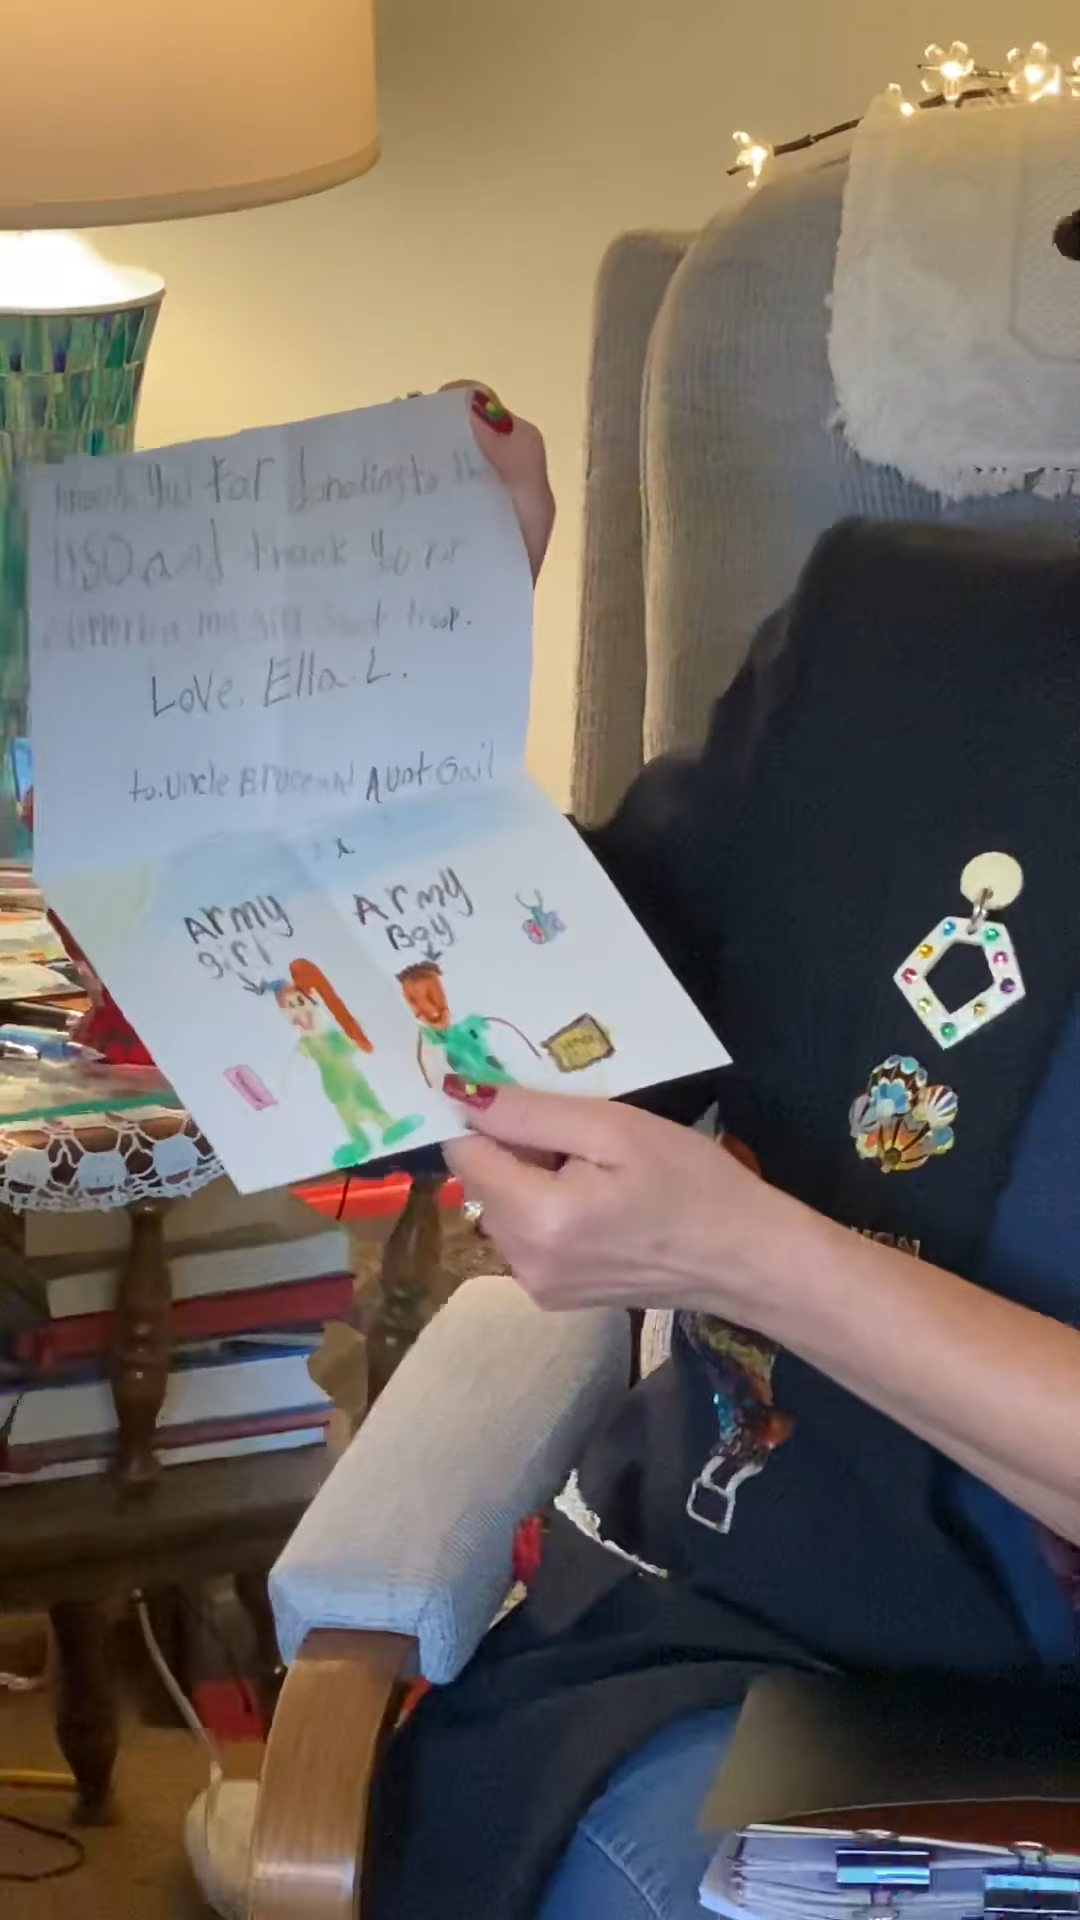 thank you for donating to the
USO and thank you for
my girl Scout troop.
Love, Ella L.
to: Uncle Bruce and Aunt Gail
Army
girl
Army
Boy